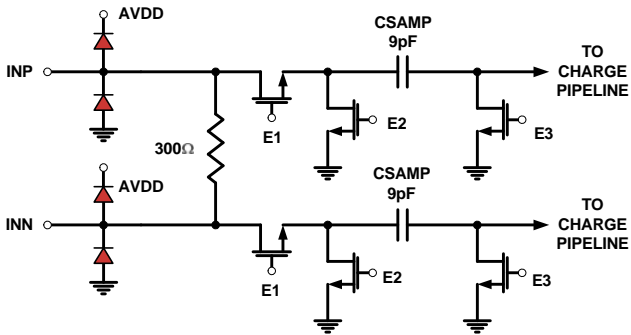 AVDD
CSAMP
9pF
INP
TO
CHARGE
PIPELINE
E1
E2
E3
300Ω
AVDD
CSAMP
9pF
INN
TO
CHARGE
PIPELINE
E1
E2
E3